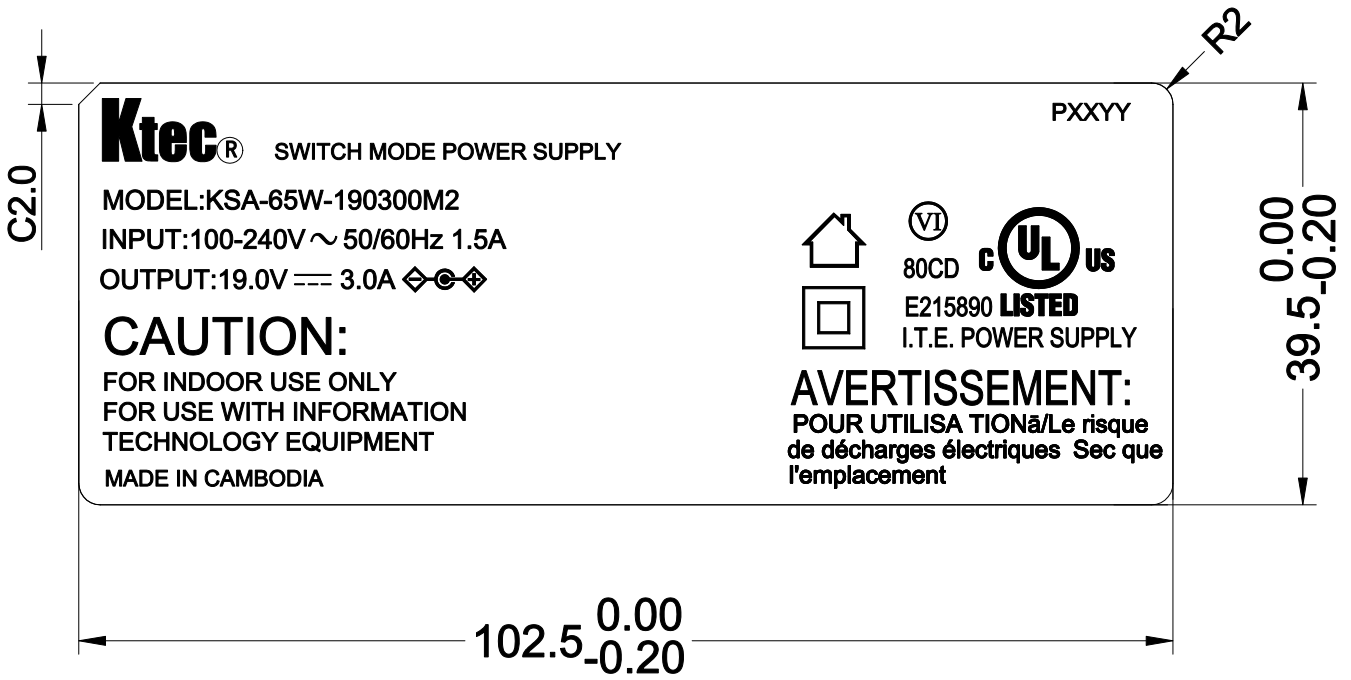 R2
C2.0
Ktec® SWITCH MODE POWER SUPPLY
PXXYY
MODEL:KSA-65W-190300M2
INPUT:100-240V ~ 50/60Hz 1.5A
OUTPUT:19.0V ⎓ 3.0A
CAUTION:
FOR INDOOR USE ONLY
FOR USE WITH INFORMATION
TECHNOLOGY EQUIPMENT
MADE IN CAMBODIA
VI
80CD
C UL US
E215890 LISTED
I.T.E. POWER SUPPLY
AVERTISSEMENT:
POUR UTILISA TIONā/Le risque
de décharges électriques Sec que
l'emplacement
39.5 0.00 -0.20
102.5 0.00 -0.20